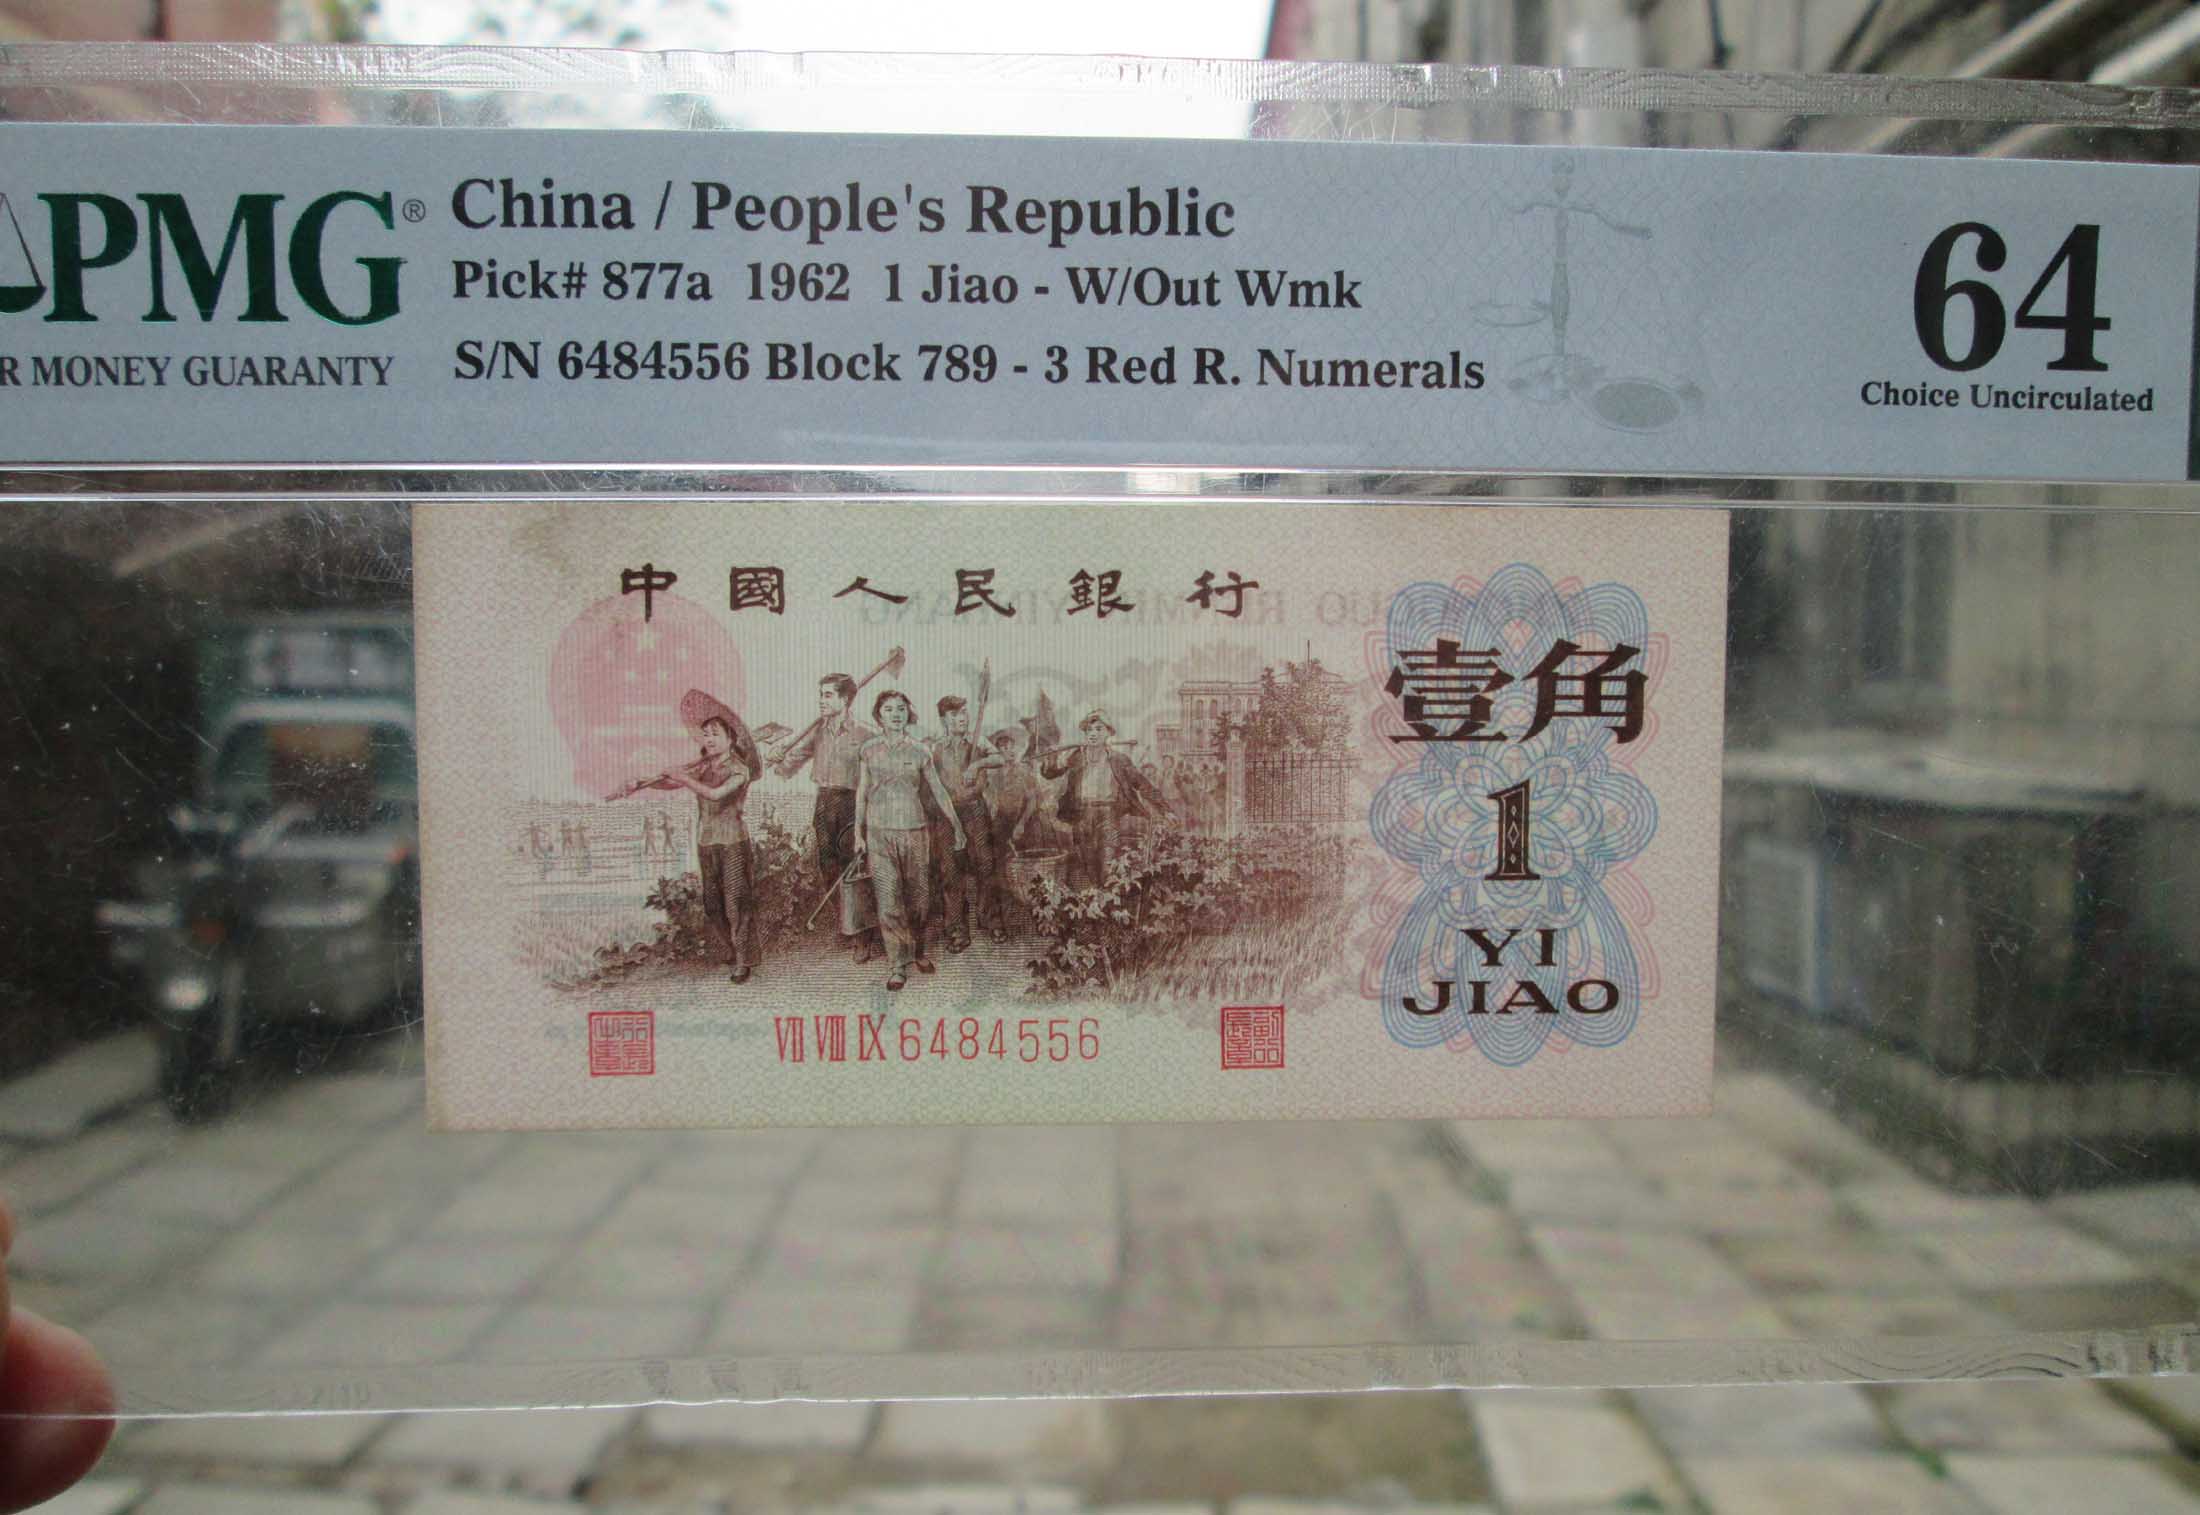 PMG®
R MONEY GUARANTY
China / People's Republic
Pick# 877a 1962 1 Jiao - W/Out Wmk
S/N 6484556 Block 789 - 3 Red R. Numerals
64
Choice Uncirculated
中國人民銀行
壹角
1
YI
JIAO
VII VIII IX 6484556